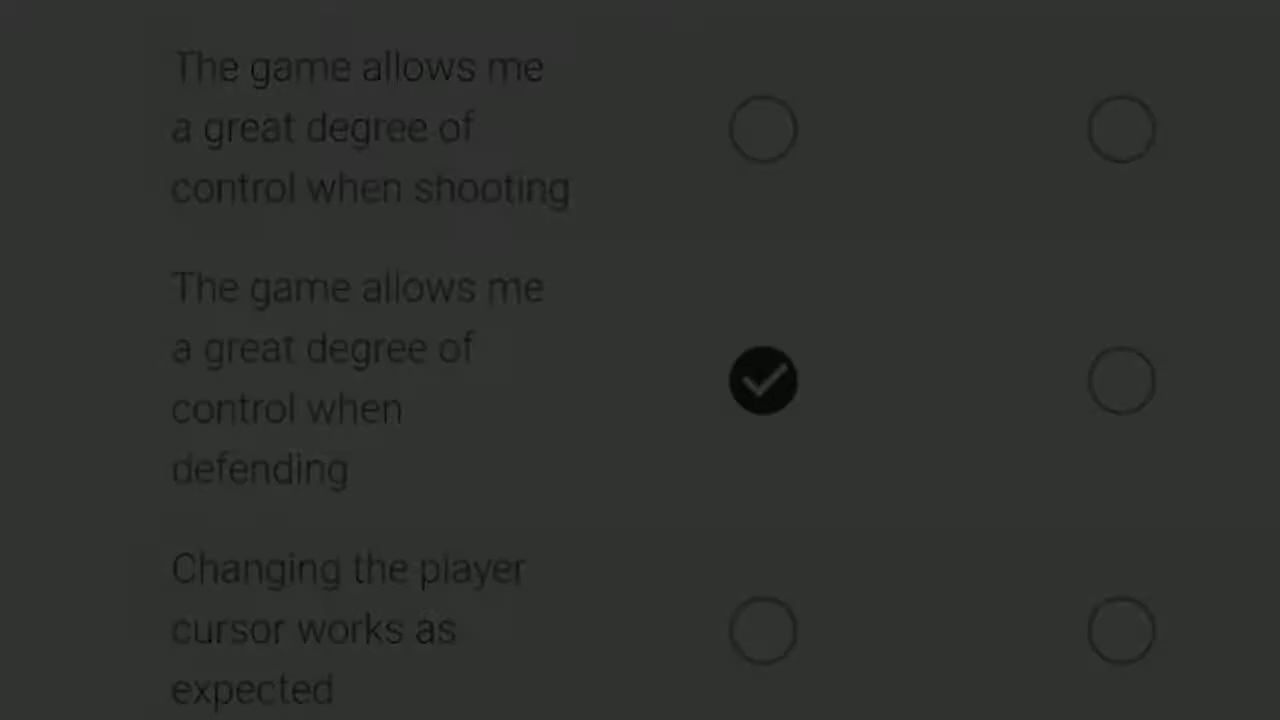 The game allows me
a great degree of
control when shooting
The game allows me
a great degree of
control when
defending
Changing the player
cursor works as
expected